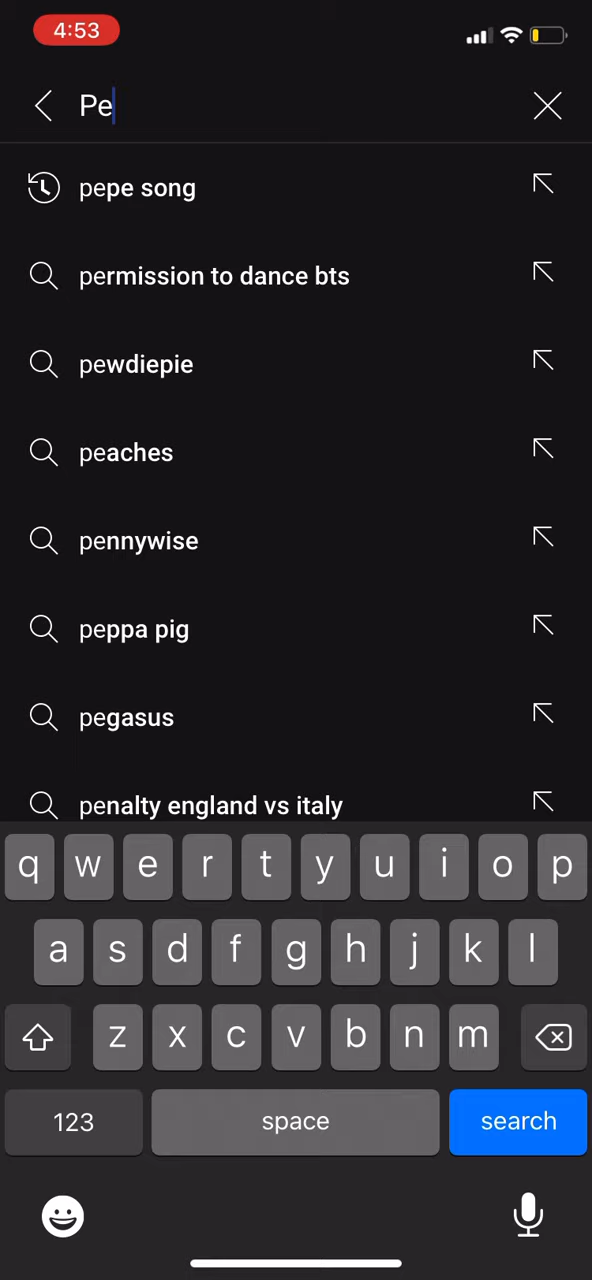 4:53
Pe
pepe song
permission to dance bts
pewdiepie
peaches
pennywise
peppa pig
pegasus
penalty england vs italy
q w e r t y u i o p
a s d f g h j k l
z x c v b n m
123 space search